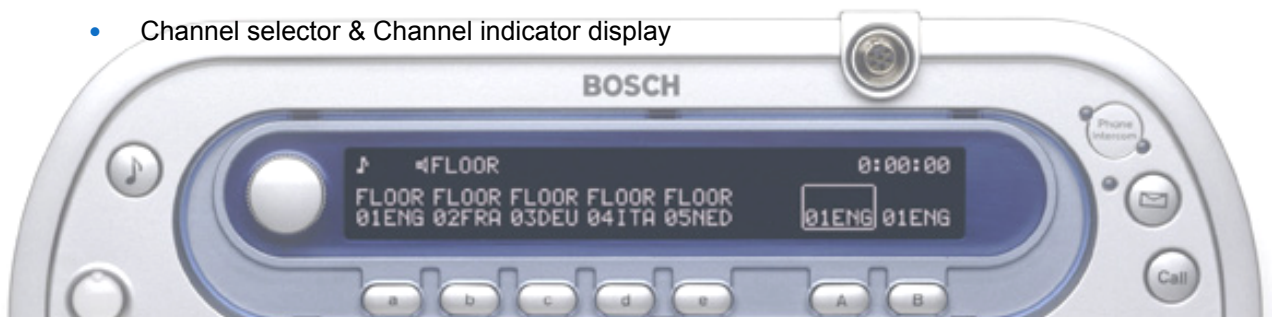 • Channel selector & Channel indicator display
BOSCH
Phone
Intercom
♪ FLOOR 0:00:00
FLOOR FLOOR FLOOR FLOOR FLOOR
01ENG 02FRA 03DEU 04ITA 05NED 01ENG 01ENG
Call
a b c d e A B